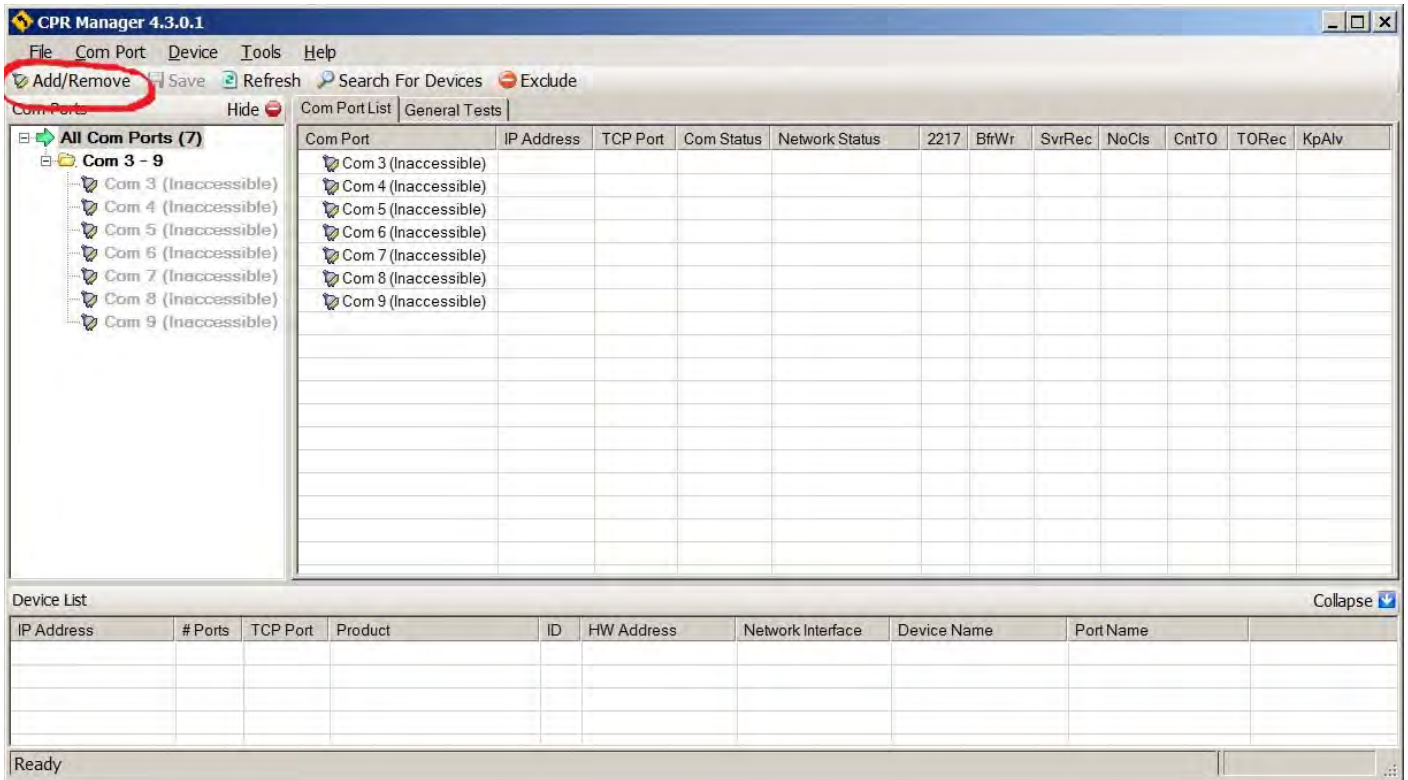 CPR Manager 4.3.0.1
File Com Port Device Tools Help
Add/Remove Save Refresh Search For Devices Exclude
Com Ports Hide Com Port List General Tests
All Com Ports (7)
Com 3 - 9
Com 3 (Inaccessible)
Com 4 (Inaccessible)
Com 5 (Inaccessible)
Com 6 (Inaccessible)
Com 7 (Inaccessible)
Com 8 (Inaccessible)
Com 9 (Inaccessible)
Com Port IP Address TCP Port Com Status Network Status 2217 BfrWr SvrRec NoCls CntTO TORec KpAlv
Com 3 (Inaccessible)
Com 4 (Inaccessible)
Com 5 (Inaccessible)
Com 6 (Inaccessible)
Com 7 (Inaccessible)
Com 8 (Inaccessible)
Com 9 (Inaccessible)
Device List Collapse
IP Address # Ports TCP Port Product ID HW Address Network Interface Device Name Port Name
Ready